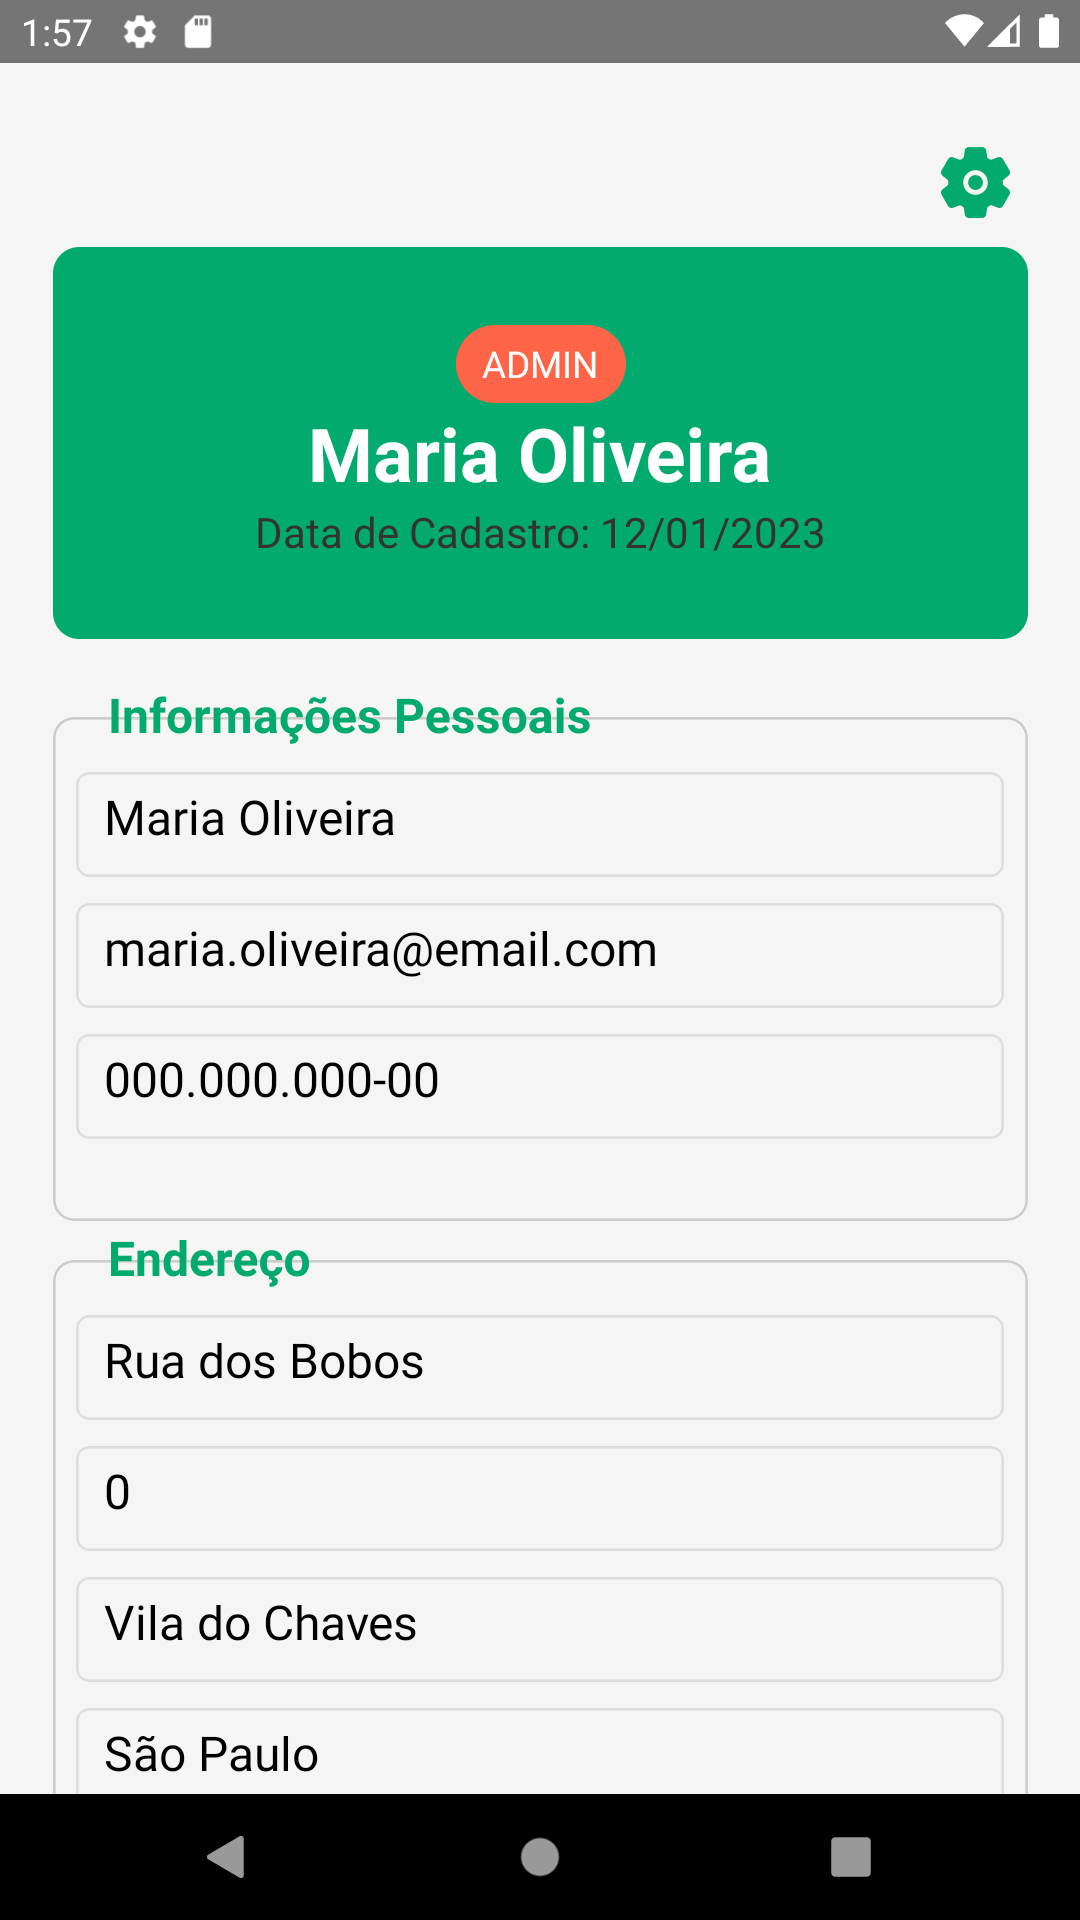 1:57
ADMIN
Maria Oliveira
Data de Cadastro: 12/01/2023
Informações Pessoais
Maria Oliveira
maria.oliveira@email.com
000.000.000-00
Endereço
Rua dos Bobos
0
Vila do Chaves
São Paulo